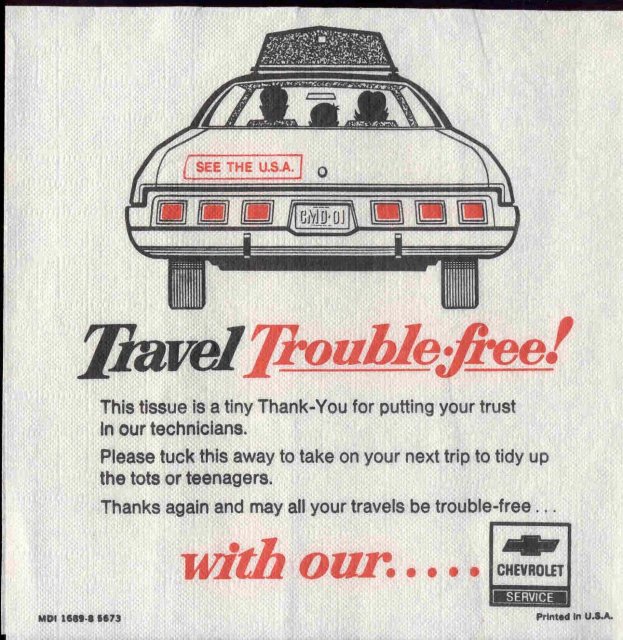 SEE THE U.S.A.
CMD·01
Travel Trouble-free!
This tissue is a tiny Thank-You for putting your trust
in our technicians.
Please tuck this away to take on your next trip to tidy up
the tots or teenagers.
Thanks again and may all your travels be trouble-free . . .
with our. . . . .
CHEVROLET
SERVICE
MDI 1689-8 5673
Printed in U.S.A.